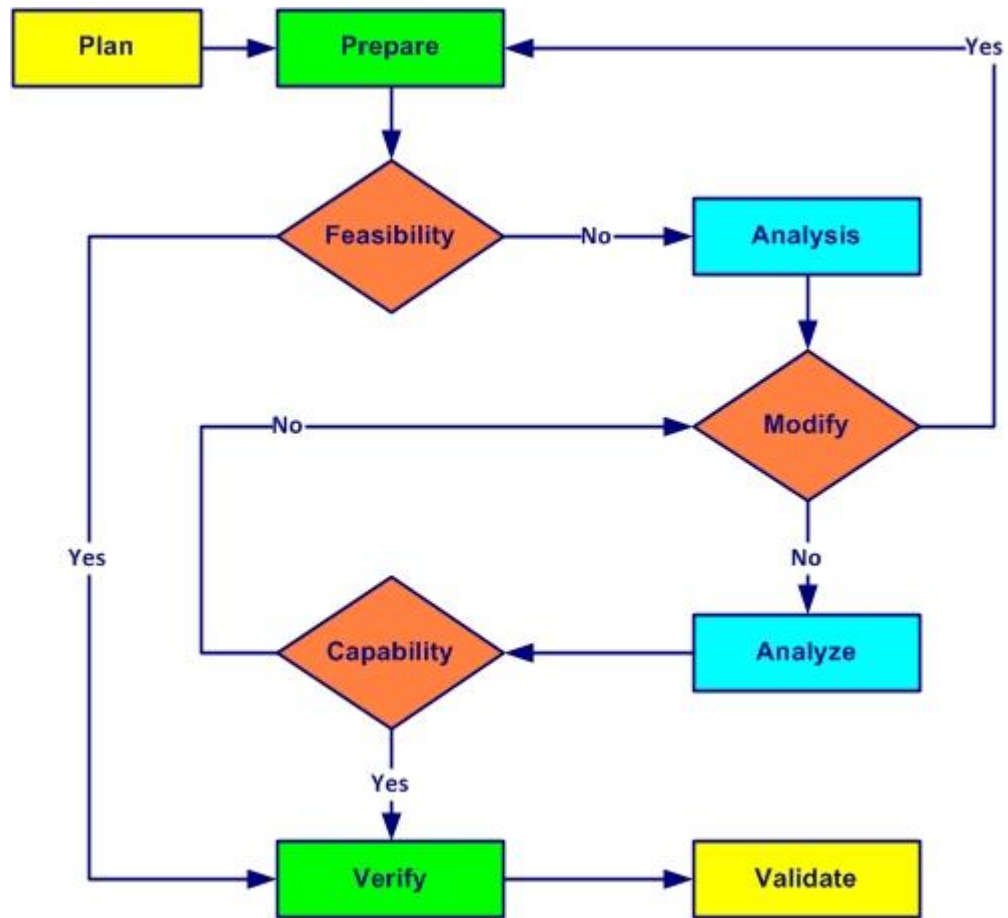 Plan
Prepare
Yes
Feasibility
No
Analysis
No
Modify
Yes
No
Capability
Analyze
Yes
Verify
Validate